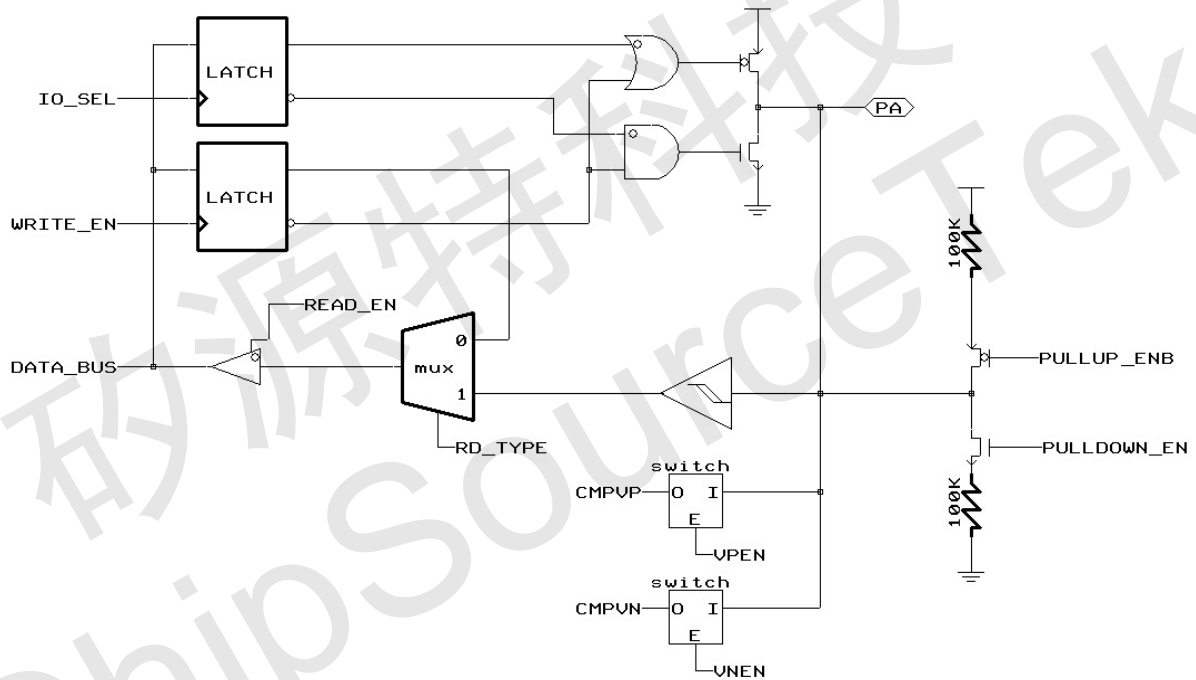 LATCH
IO_SEL
PA
LATCH
WRITE_EN
100K
READ_EN
0
DATA_BUS
mux
PULLUP_ENB
1
RD_TYPE
PULLDOWN_EN
switch
CMPVP
O I
E
100K
VPEN
switch
CMPVN
O I
E
VNEN
矽源特科技
ChipSourceTek